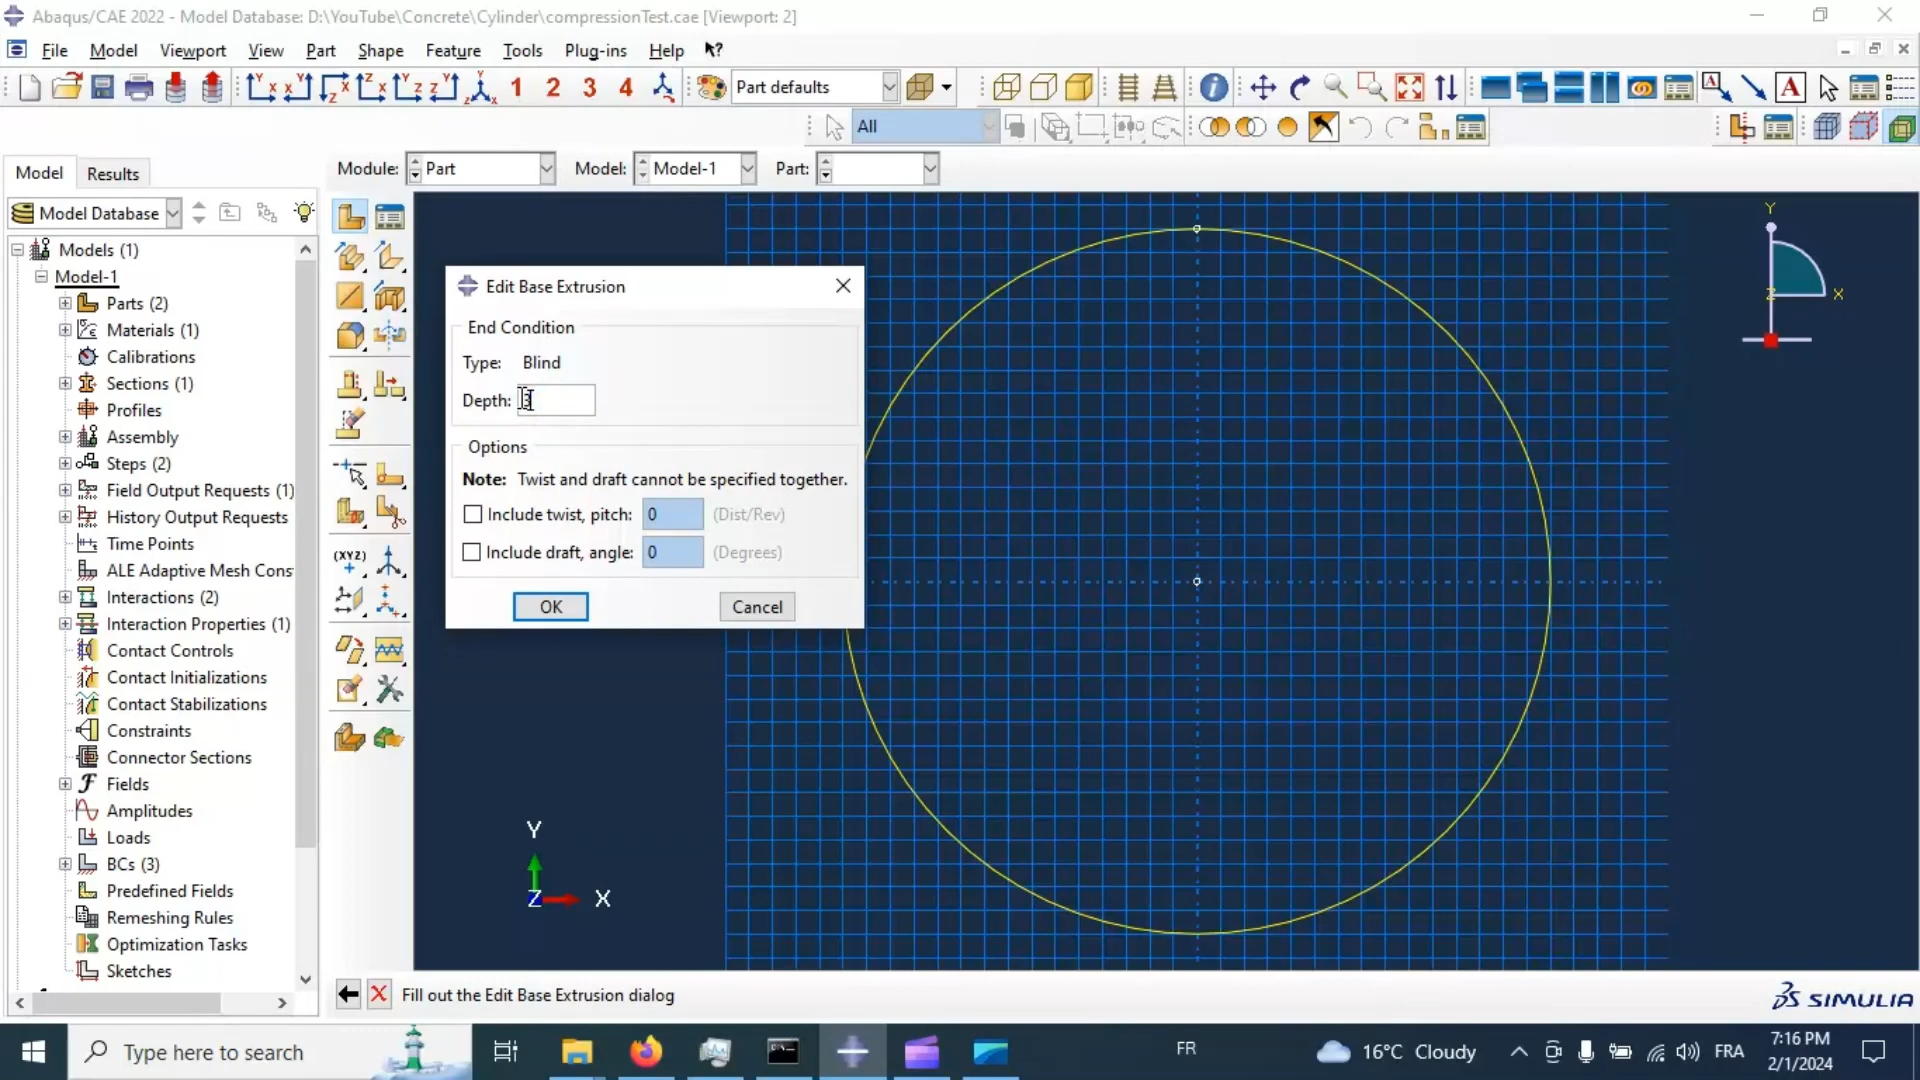 Abaqus/CAE 2022 - Model Database: D:\YouTube\Concrete\Cylinder\compressionTest.cae [Viewport: 2]
File Model Viewport View Part Shape Feature Tools Plug-ins Help
1 2 3 4 Part defaults
All
Model Results
Module: Part Model: Model-1 Part:
Model Database
Models (1)
Model-1
Parts (2)
Materials (1)
Calibrations
Sections (1)
Profiles
Assembly
Steps (2)
Field Output Requests (1)
History Output Requests
Time Points
ALE Adaptive Mesh Cons
Interactions (2)
Interaction Properties (1)
Contact Controls
Contact Initializations
Contact Stabilizations
Constraints
Connector Sections
Fields
Amplitudes
Loads
BCs (3)
Predefined Fields
Remeshing Rules
Optimization Tasks
Sketches
(XYZ)
Edit Base Extrusion
End Condition
Type: Blind
Depth:
Options
Note: Twist and draft cannot be specified together.
Include twist, pitch: 0 (Dist/Rev)
Include draft, angle: 0 (Degrees)
OK Cancel
Y
Z X
Y
Z X
Fill out the Edit Base Extrusion dialog
SIMULIA
Type here to search
FR
16°C Cloudy
FRA
7:16 PM
2/1/2024